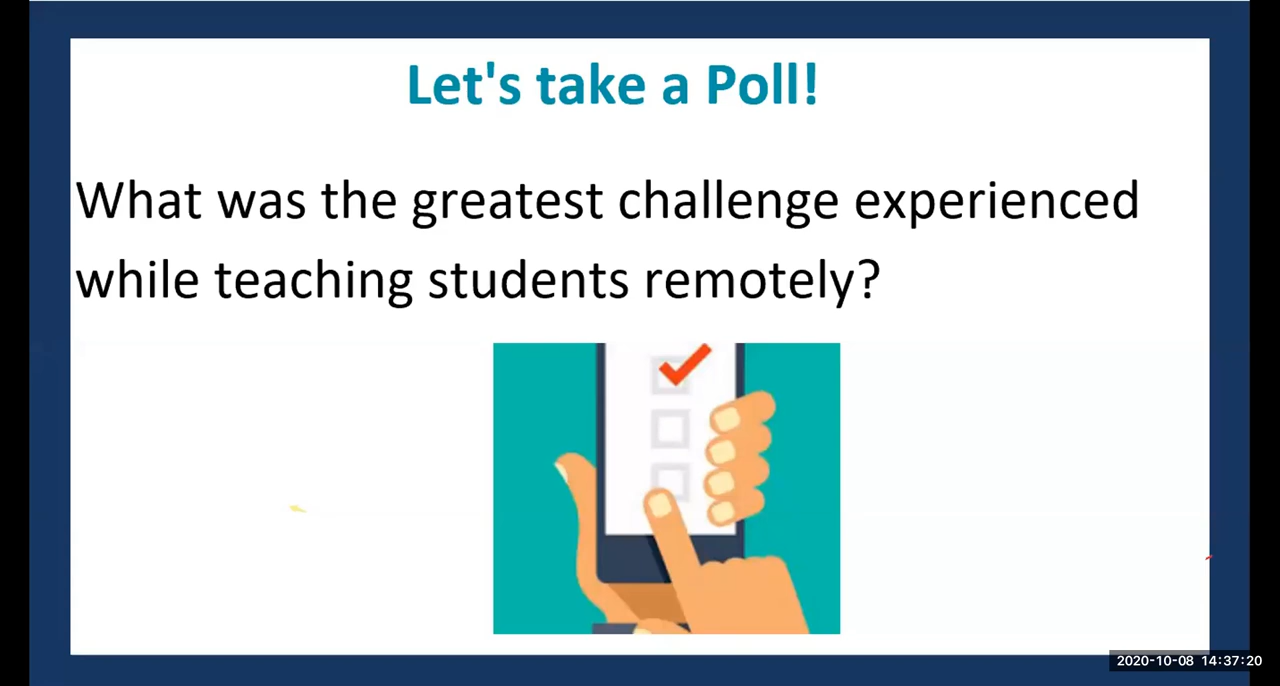 Let's take a Poll!
What was the greatest challenge experienced
while teaching students remotely?
2020-10-08 14:37:20